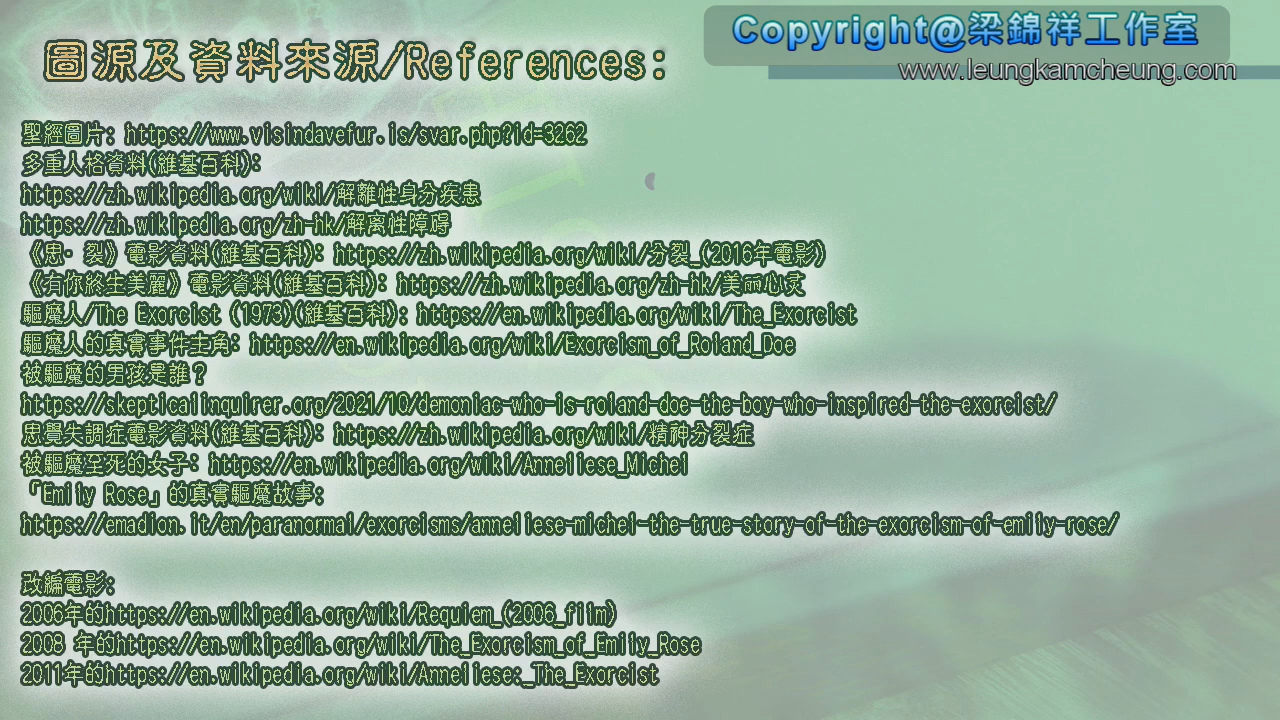 Copyright@梁錦祥工作室
www.leungkamcheung.com
圖源及資料來源/References:
聖經圖片: https://www.visindavefur.is/svar.php?id=3262
多重人格資料(維基百科):
https://zh.wikipedia.org/wiki/解離性身分疾患
https://zh.wikipedia.org/zh-hk/解离性障碍
《思·裂》電影資料(維基百科): https://zh.wikipedia.org/wiki/分裂_(2016年電影)
《有你終生美麗》電影資料(維基百科): https://zh.wikipedia.org/zh-hk/美丽心灵
驅魔人/The Exorcist (1973)(維基百科): https://en.wikipedia.org/wiki/The_Exorcist
驅魔人的真實事件主角: https://en.wikipedia.org/wiki/Exorcism_of_Roland_Doe
被驅魔的男孩是誰？
https://skepticalinquirer.org/2021/10/demoniac-who-is-roland-doe-the-boy-who-inspired-the-exorcist/
思覺失調症電影資料(維基百科): https://zh.wikipedia.org/wiki/精神分裂症
被驅魔至死的女子: https://en.wikipedia.org/wiki/Anneliese_Michel
「Emily Rose」的真實驅魔故事:
https://emadion.it/en/paranormal/exorcisms/anneliese-michel-the-true-story-of-the-exorcism-of-emily-rose/
改編電影:
2006年的https://en.wikipedia.org/wiki/Requiem_(2006_film)
2008 年的https://en.wikipedia.org/wiki/The_Exorcism_of_Emily_Rose
2011年的https://en.wikipedia.org/wiki/Anneliese:_The_Exorcist